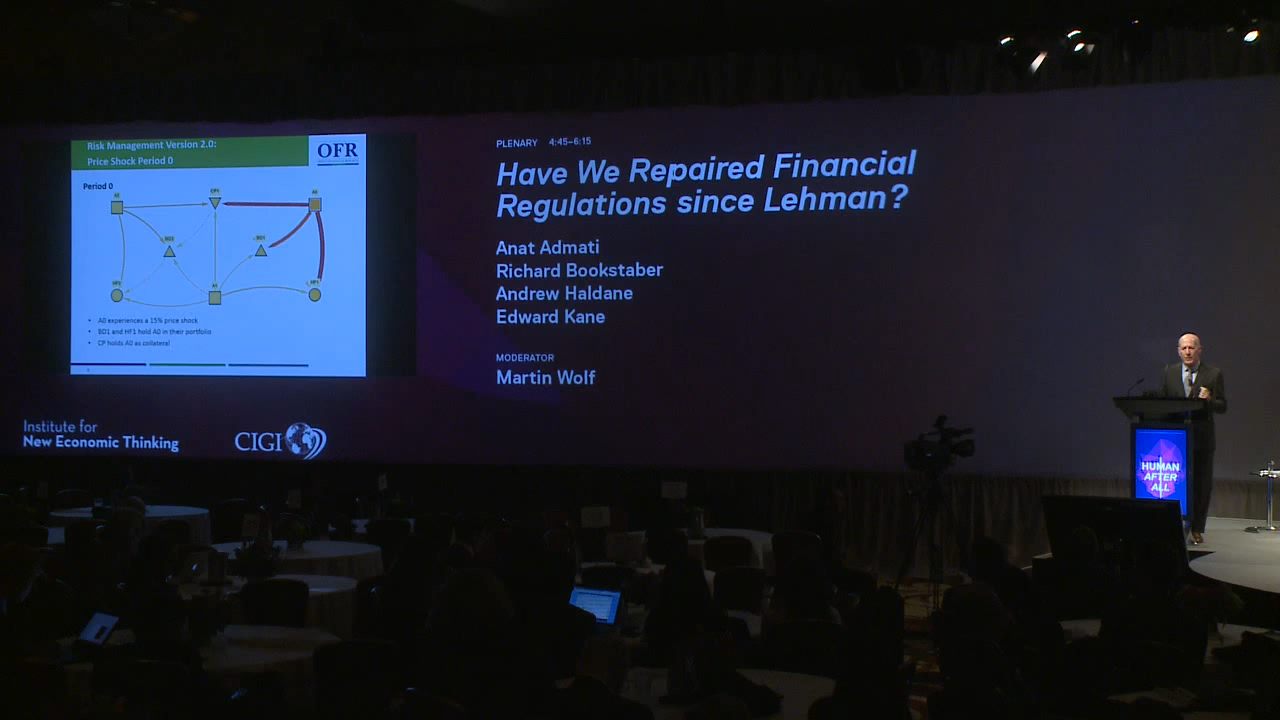 Risk Management Version 2.0:
Price Shock Period 0
OFR
Period 0
A0 experiences a 15% price shock
BD1 and HF1 hold A0 in their portfolio
CP holds A0 as collateral
PLENARY 4:45–6:15
Have We Repaired Financial
Regulations since Lehman?
Anat Admati
Richard Bookstaber
Andrew Haldane
Edward Kane
MODERATOR
Martin Wolf
Institute for
New Economic Thinking
CIGI
HUMAN
AFTER
ALL